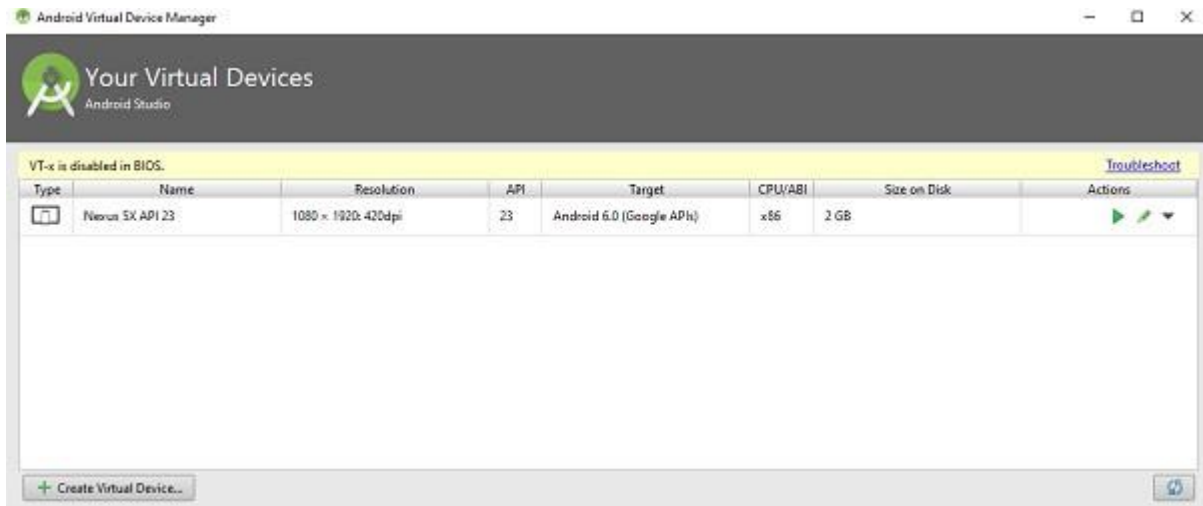 Android Virtual Device Manager
Your Virtual Devices
Android Studio
VT-x is disabled in BIOS. Troubleshoot
Type Name Resolution API Target CPU/ABI Size on Disk Actions
Nexus 5X API 23 1080 × 1920: 420dpi 23 Android 6.0 (Google APIs) x86 2 GB
Create Virtual Device...